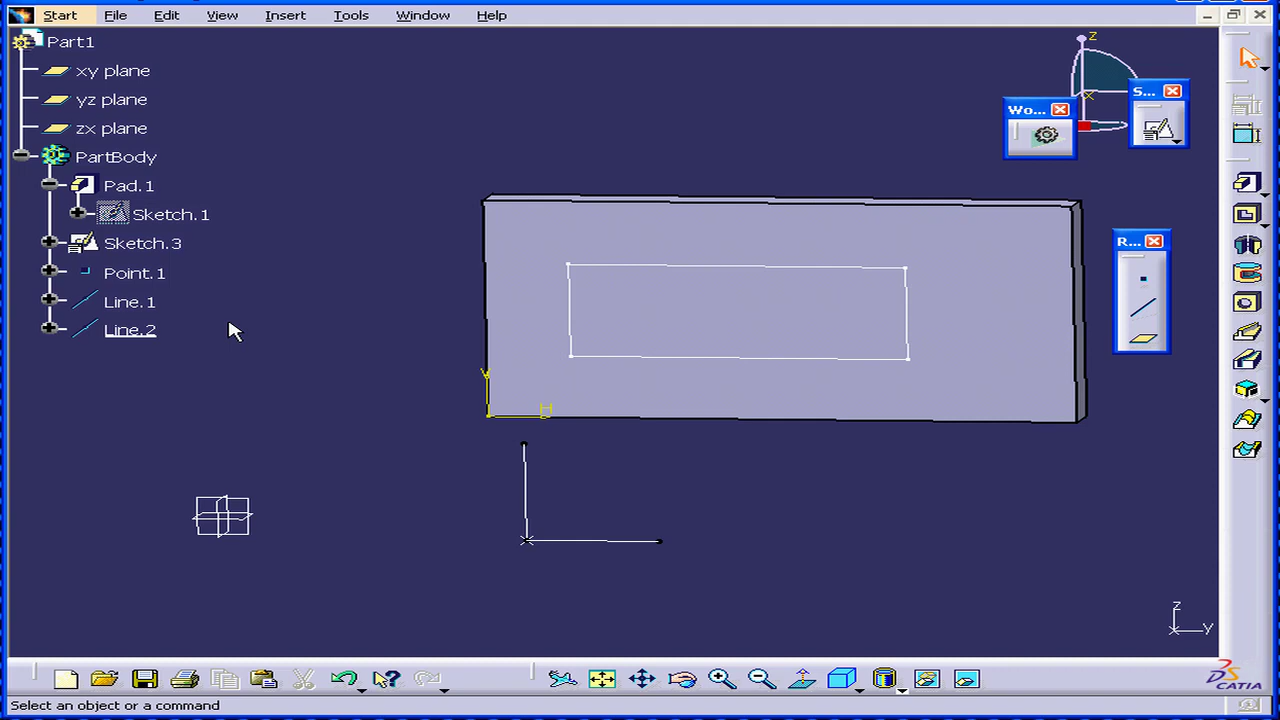 Start File Edit View Insert Tools Window Help
Part1
xy plane
yz plane
zx plane
PartBody
Pad.1
Sketch.1
Sketch.3
Point.1
Line.1
Line.2
z
x
Wo...
S...
R...
V
H
z
y
CATIA
Select an object or a command